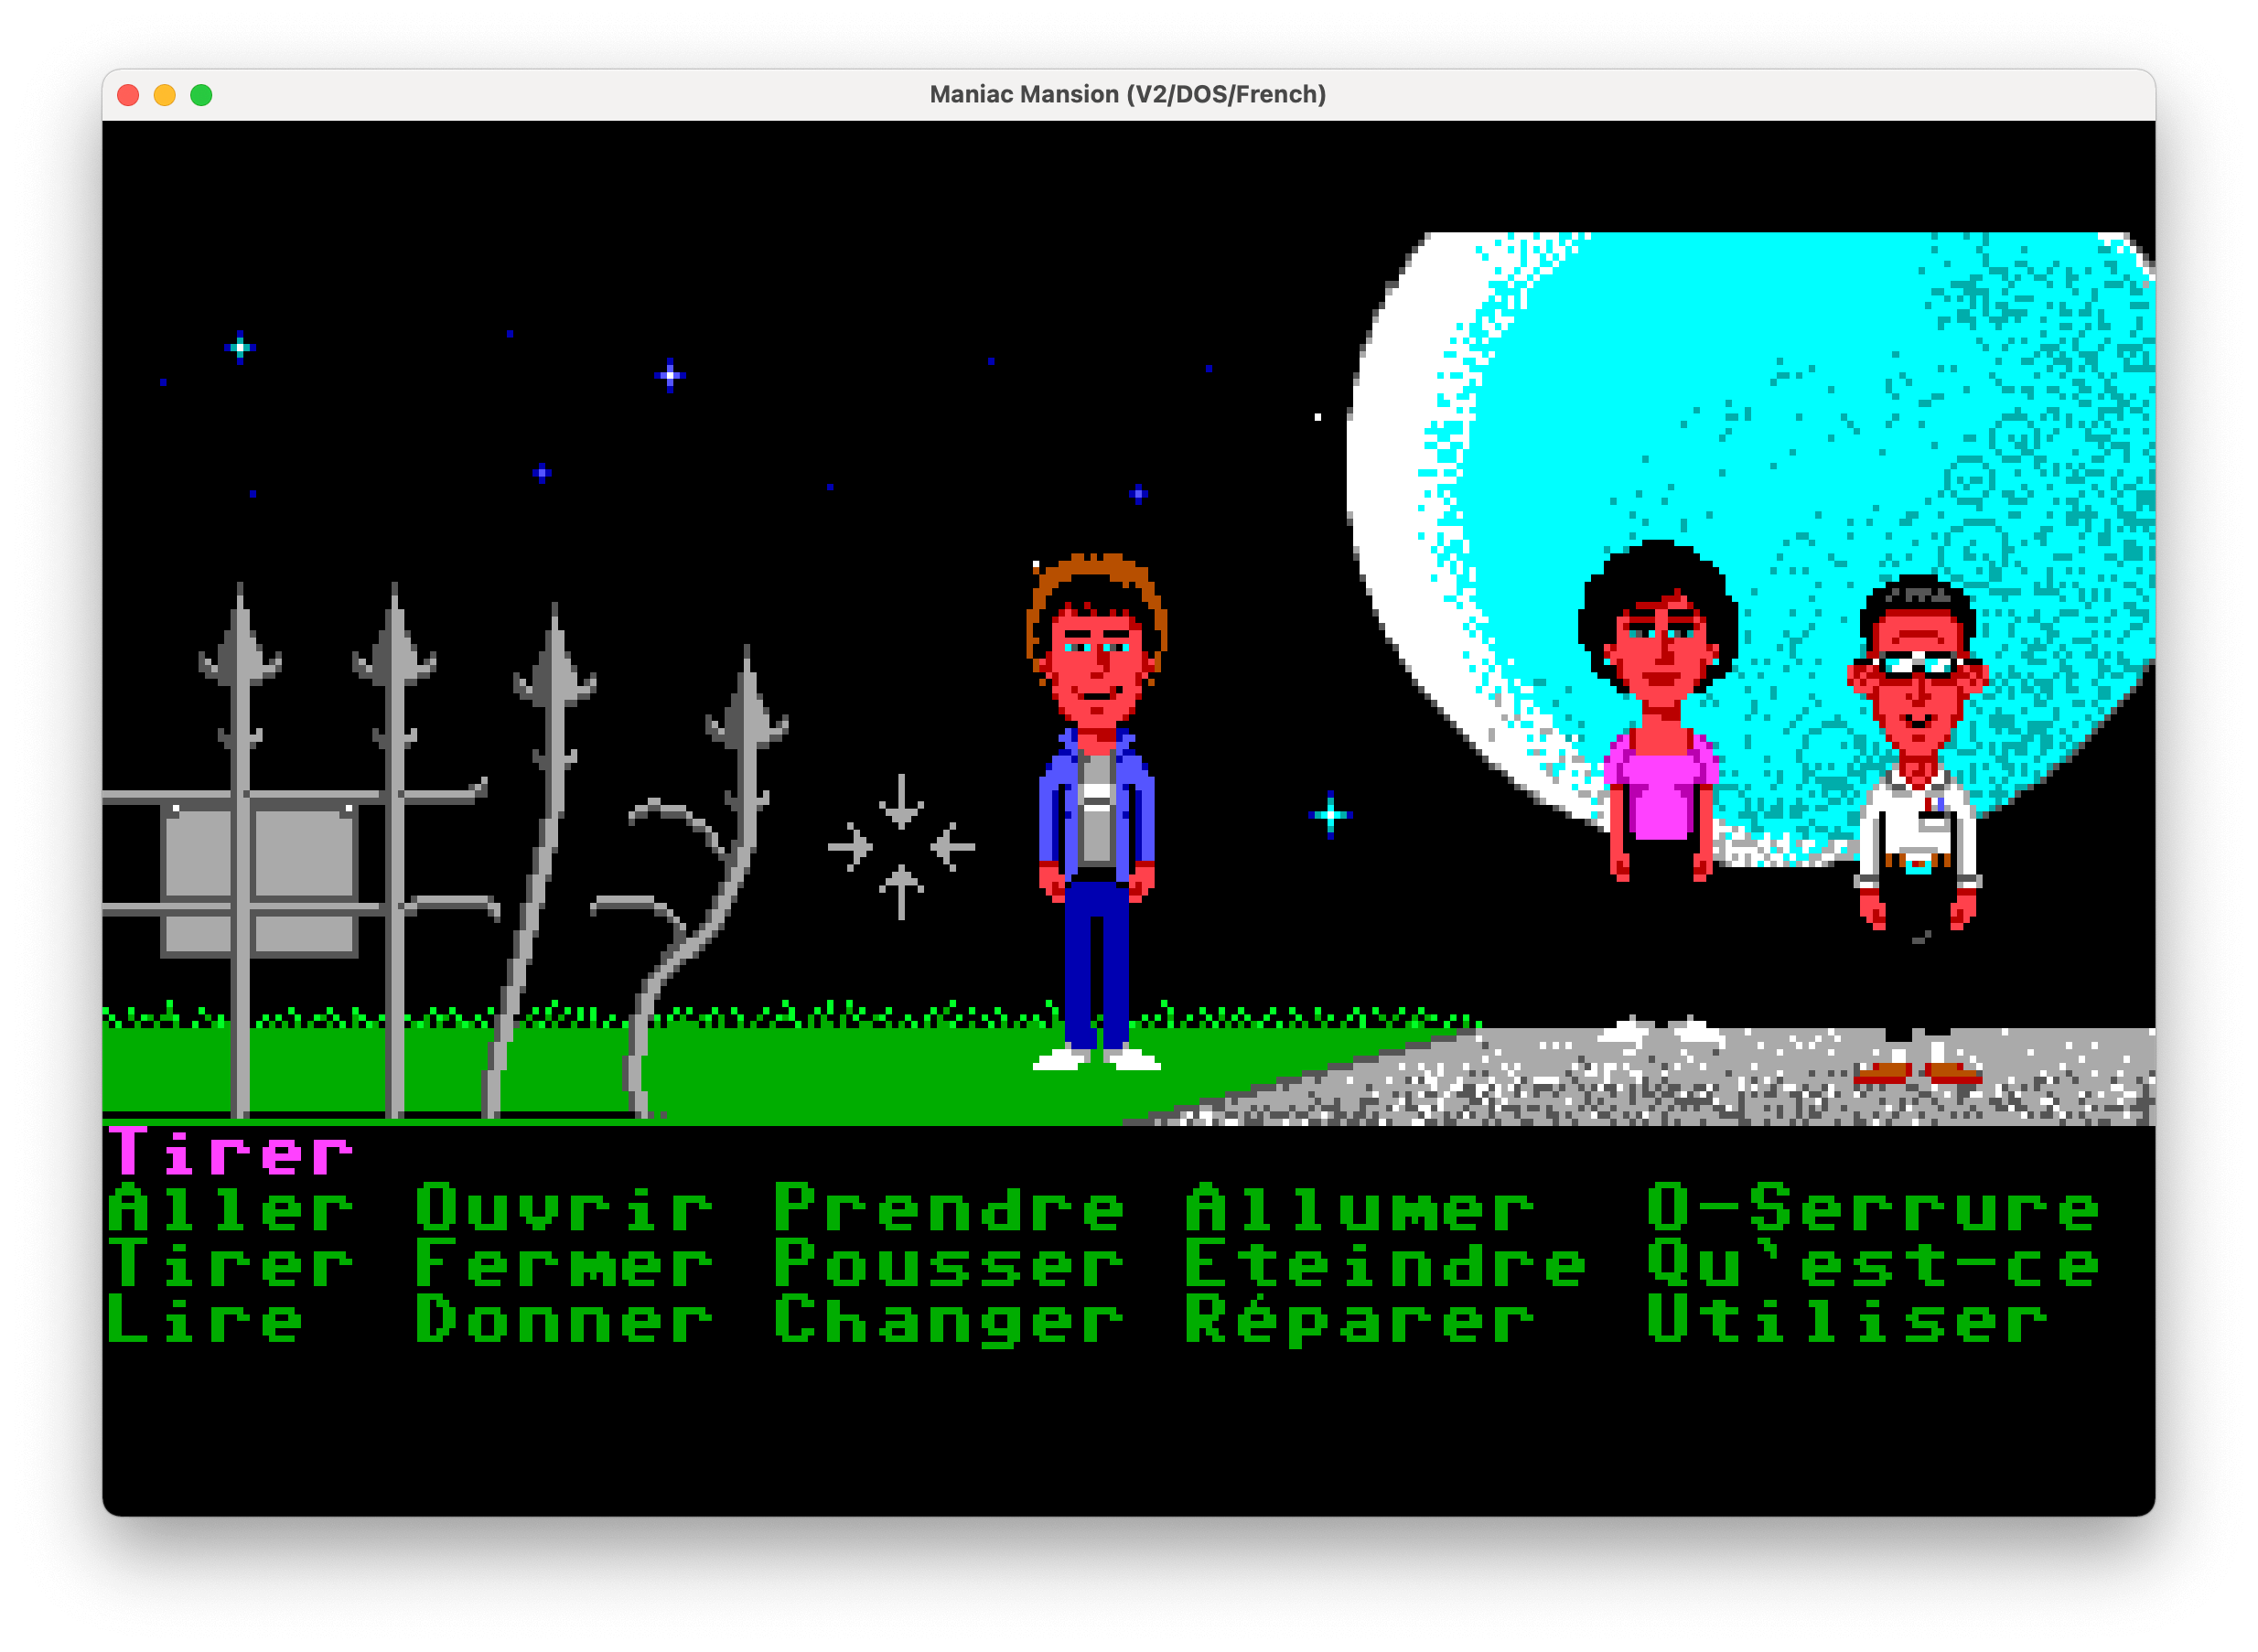 Maniac Mansion (V2/DOS/French)
Tirer
Aller Ouvrir Prendre Allumer O-Serrure
Tirer Fermer Pousser Eteindre Qu`est-ce
Lire Donner Changer Réparer Utiliser